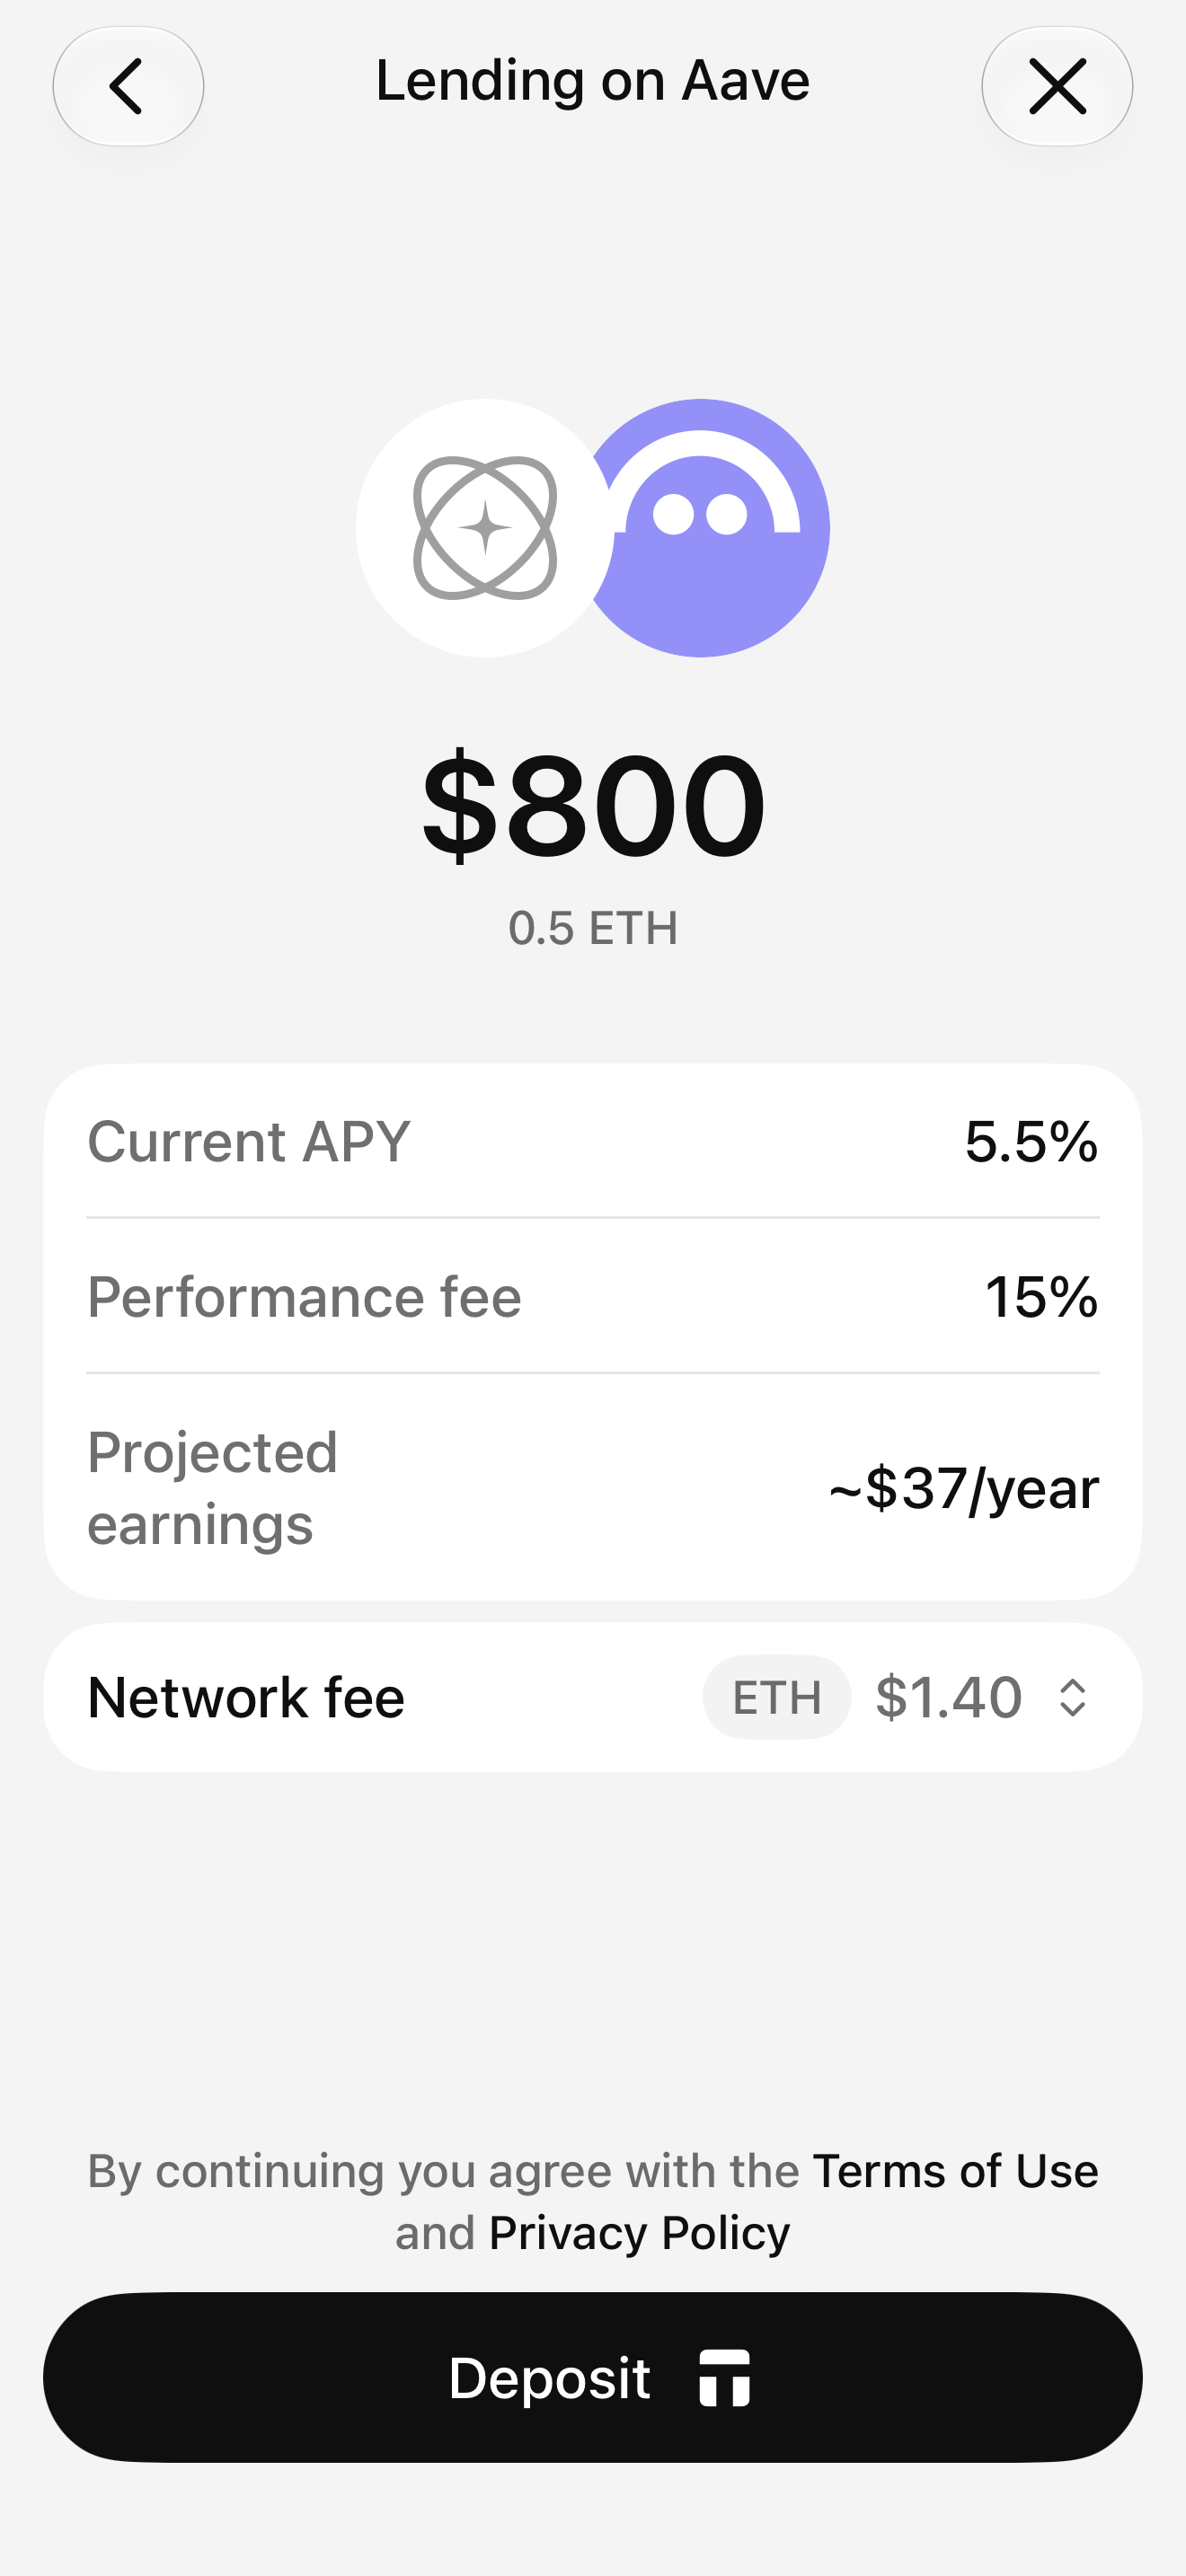 Lending on Aave
$800
0.5 ETH
Current APY 5.5%
Performance fee 15%
Projected
earnings
~$37/year
Network fee ETH $1.40
By continuing you agree with the Terms of Use
and Privacy Policy
Deposit